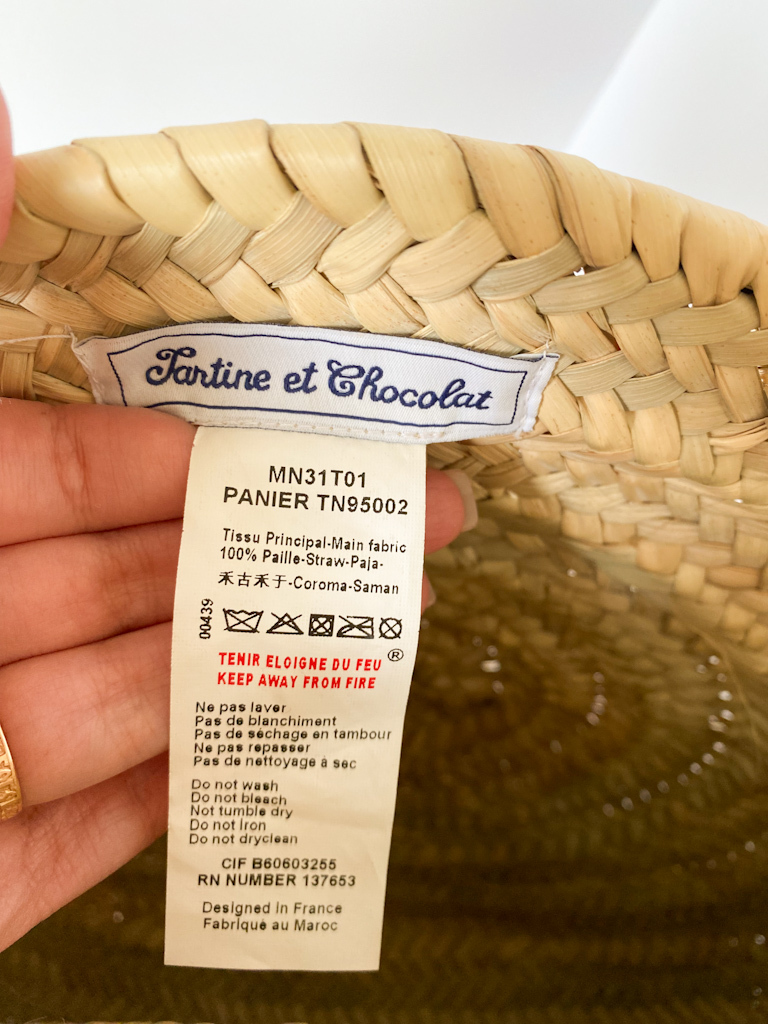 Tartine et Chocolat
MN31T01
PANIER TN95002
Tissu Principal-Main fabric
100% Paille-Straw-Paja-
禾古禾于-Coroma-Saman
00439
®
TENIR ELOIGNE DU FEU
KEEP AWAY FROM FIRE
Ne pas laver
Pas de blanchiment
Pas de séchage en tambour
Ne pas repasser
Pas de nettoyage à sec
Do not wash
Do not bleach
Not tumble dry
Do not Iron
Do not dryclean
CIF B60603255
RN NUMBER 137653
Designed in France
Fabriqué au Maroc